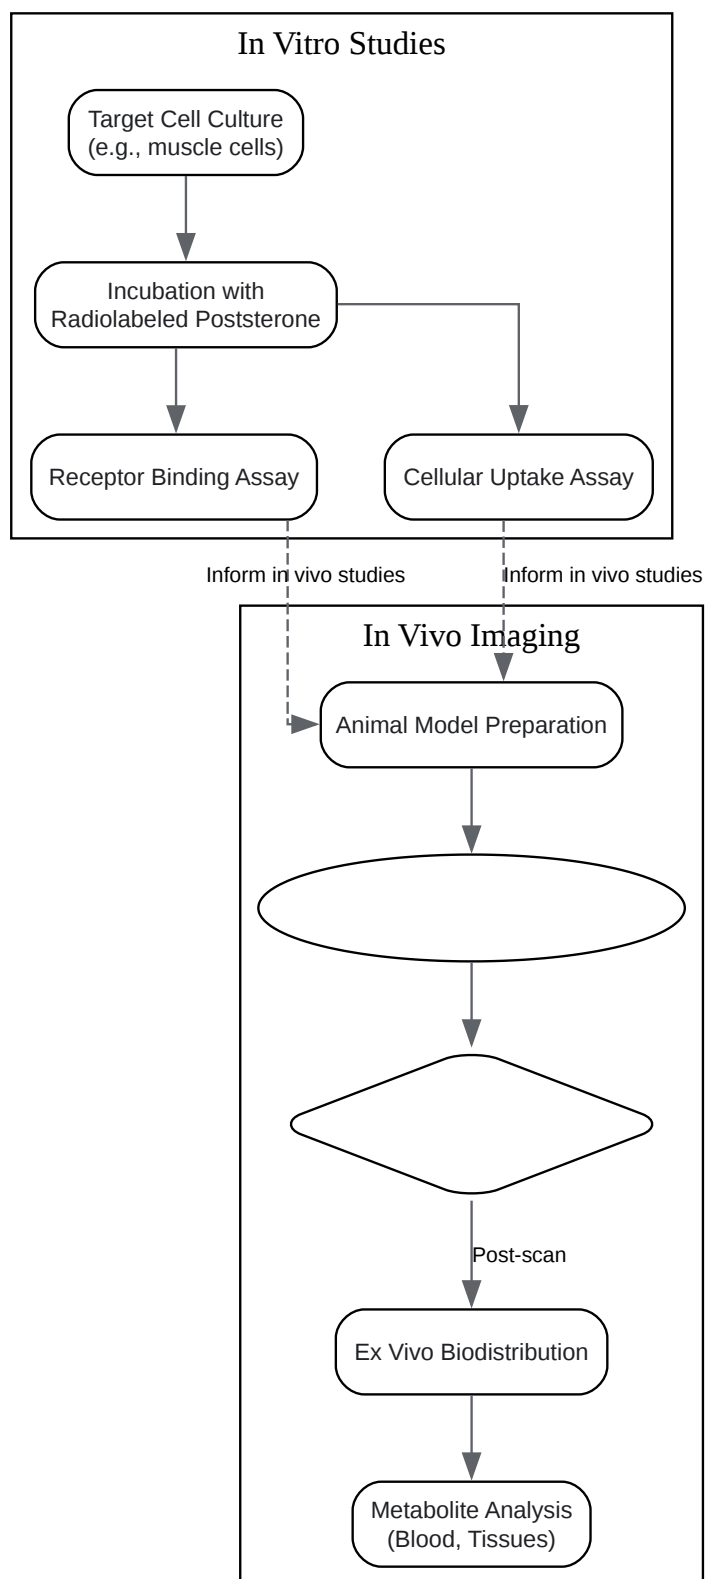 In Vitro Studies
Target Cell Culture
(e.g., muscle cells)
Incubation with
Radiolabeled Poststerone
Receptor Binding Assay
Cellular Uptake Assay
Inform in vivo studies
Inform in vivo studies
In Vivo Imaging
Animal Model Preparation
Post-scan
Ex Vivo Biodistribution
Metabolite Analysis
(Blood, Tissues)